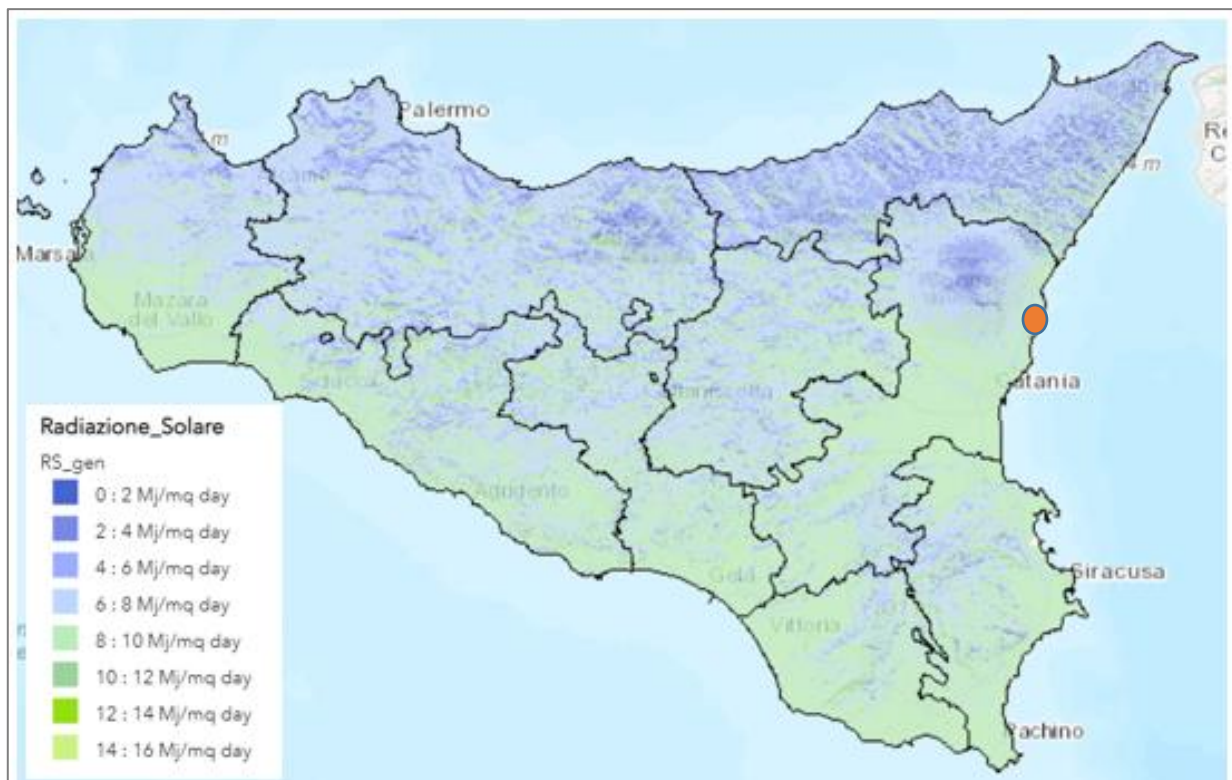 Palermo
m
Marsala
Mazara
del Vallo
Sciacca
Caltanissetta
Catania
Agrigento
Gela
Vittoria
Siracusa
Pachino
Radiazione_Solare
RS_gen
0 : 2 Mj/mq day
2 : 4 Mj/mq day
4 : 6 Mj/mq day
6 : 8 Mj/mq day
8 : 10 Mj/mq day
10 : 12 Mj/mq day
12 : 14 Mj/mq day
14 : 16 Mj/mq day